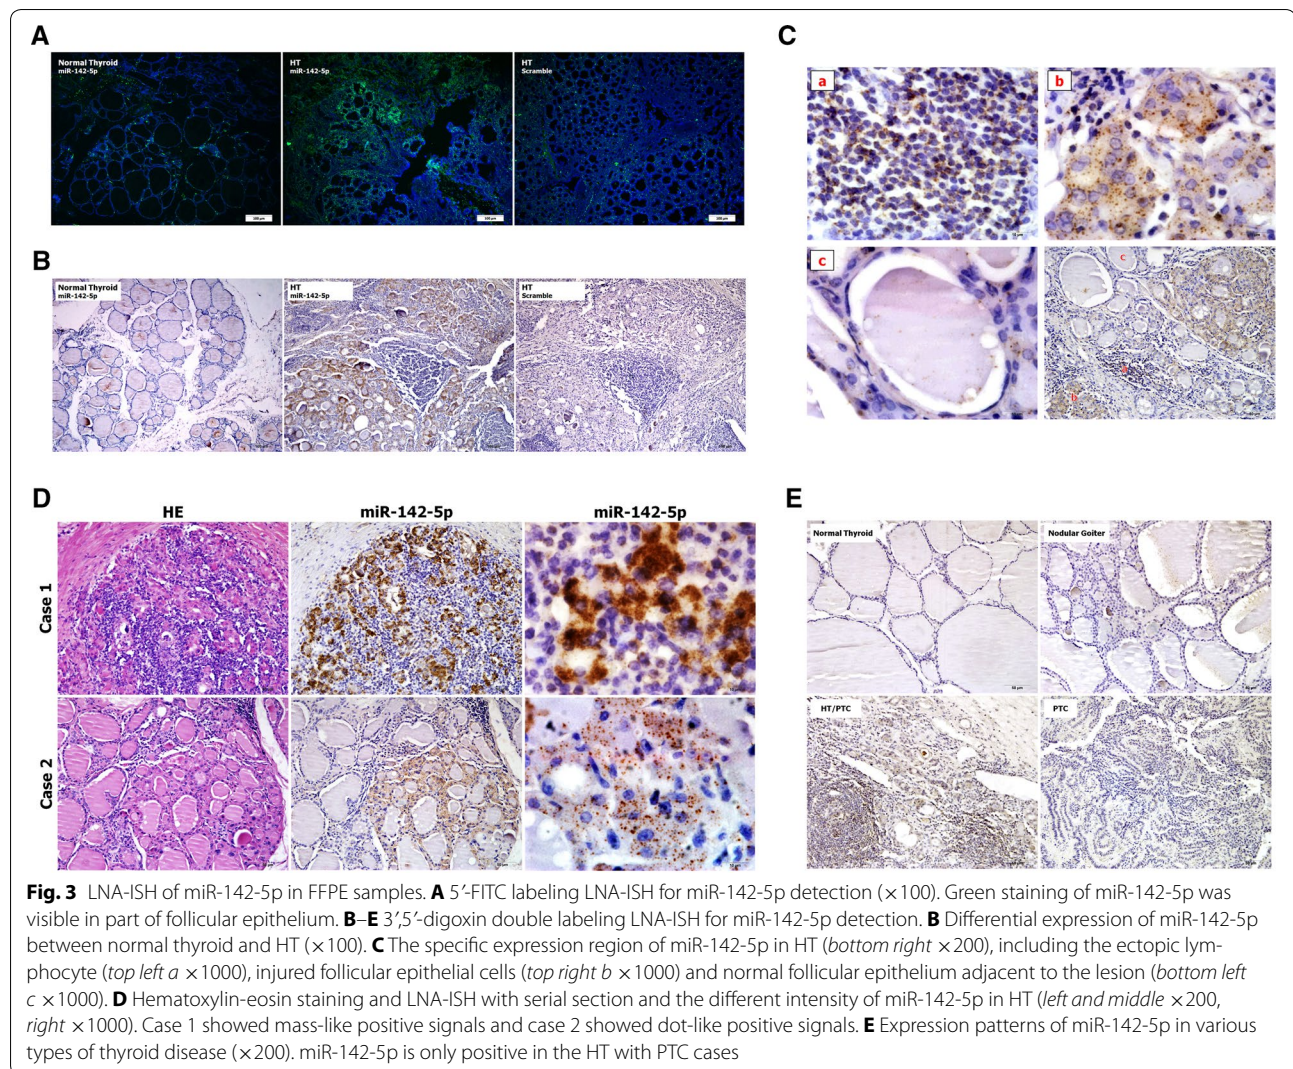 A
Normal Thyroid
miR-142-5p
HT
miR-142-5p
HT
Scramble
100 μm
100 μm
100 μm
B
Normal Thyroid
miR-142-5p
HT
miR-142-5p
HT
Scramble
C
a
b
c
c
a
b
D
HE
miR-142-5p
miR-142-5p
Case 1
Case 2
E
Normal Thyroid
Nodular Goiter
50 μm
HT/PTC
PTC
Fig. 3 LNA-ISH of miR-142-5p in FFPE samples. A 5′-FITC labeling LNA-ISH for miR-142-5p detection (×100). Green staining of miR-142-5p was
visible in part of follicular epithelium. B–E 3′,5′-digoxin double labeling LNA-ISH for miR-142-5p detection. B Differential expression of miR-142-5p
between normal thyroid and HT (×100). C The specific expression region of miR-142-5p in HT (bottom right ×200), including the ectopic lym-
phocyte (top left a ×1000), injured follicular epithelial cells (top right b ×1000) and normal follicular epithelium adjacent to the lesion (bottom left
c ×1000). D Hematoxylin-eosin staining and LNA-ISH with serial section and the different intensity of miR-142-5p in HT (left and middle ×200,
right ×1000). Case 1 showed mass-like positive signals and case 2 showed dot-like positive signals. E Expression patterns of miR-142-5p in various
types of thyroid disease (×200). miR-142-5p is only positive in the HT with PTC cases